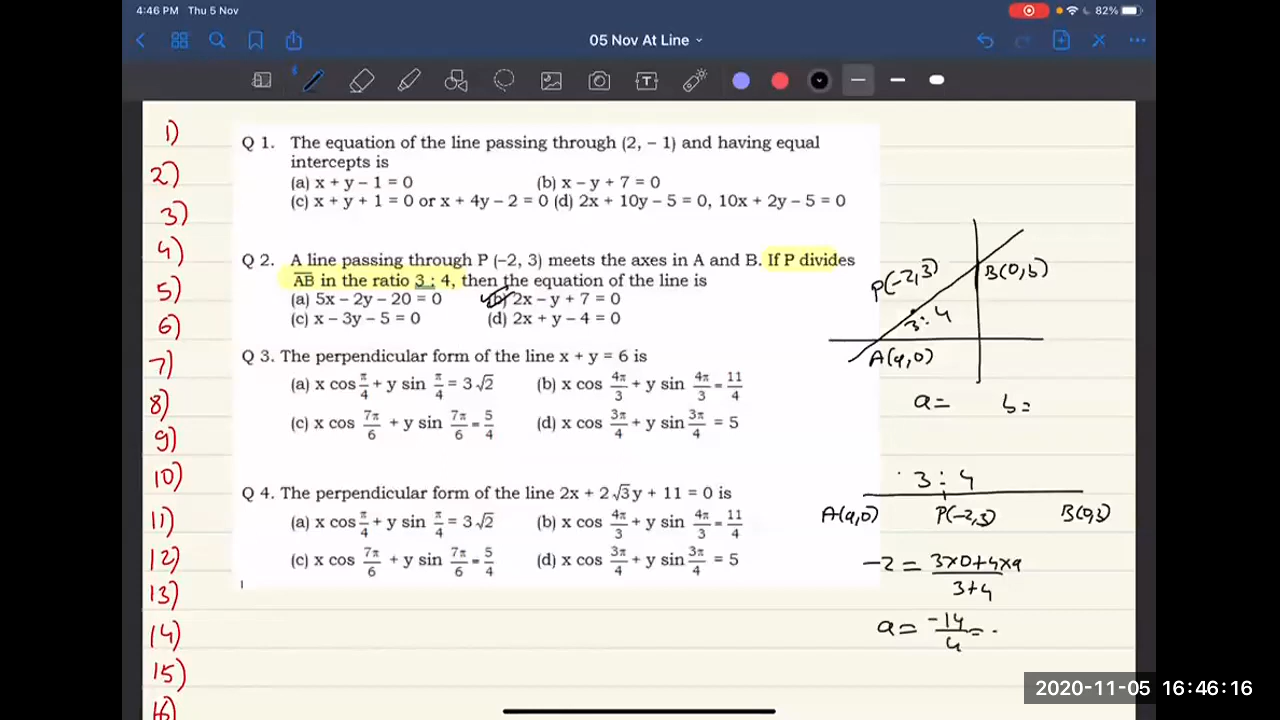 4:46 PM Thu 5 Nov
82%
05 Nov At Line
T
1)
2)
3)
4)
5)
6)
7)
8)
9)
10)
11)
12)
13)
14)
15)
16)
Q 1. The equation of the line passing through (2, – 1) and having equal
intercepts is
(a) x + y – 1 = 0 (b) x – y + 7 = 0
(c) x + y + 1 = 0 or x + 4y – 2 = 0 (d) 2x + 10y – 5 = 0, 10x + 2y – 5 = 0
Q 2. A line passing through P (–2, 3) meets the axes in A and B. If P divides
A̅B̅ in the ratio 3 : 4, then the equation of the line is
(a) 5x – 2y – 20 = 0 (b) 2x – y + 7 = 0
(c) x – 3y – 5 = 0 (d) 2x + y – 4 = 0
Q 3. The perpendicular form of the line x + y = 6 is
(a) x cos π/4 + y sin π/4 = 3√2 (b) x cos 4π/3 + y sin 4π/3 = 11/4
(c) x cos 7π/6 + y sin 7π/6 = 5/4 (d) x cos 3π/4 + y sin 3π/4 = 5
Q 4. The perpendicular form of the line 2x + 2√3y + 11 = 0 is
(a) x cos π/4 + y sin π/4 = 3√2 (b) x cos 4π/3 + y sin 4π/3 = 11/4
(c) x cos 7π/6 + y sin 7π/6 = 5/4 (d) x cos 3π/4 + y sin 3π/4 = 5
P(-2,3) B(0,b)
3:4
A(a,0)
a= b=
3 : 4
A(a,0) P(-2,3) B(0,b)
-2 = 3×0+4×a/3+4
a = -14/4 =
2020-11-05 16:46:16